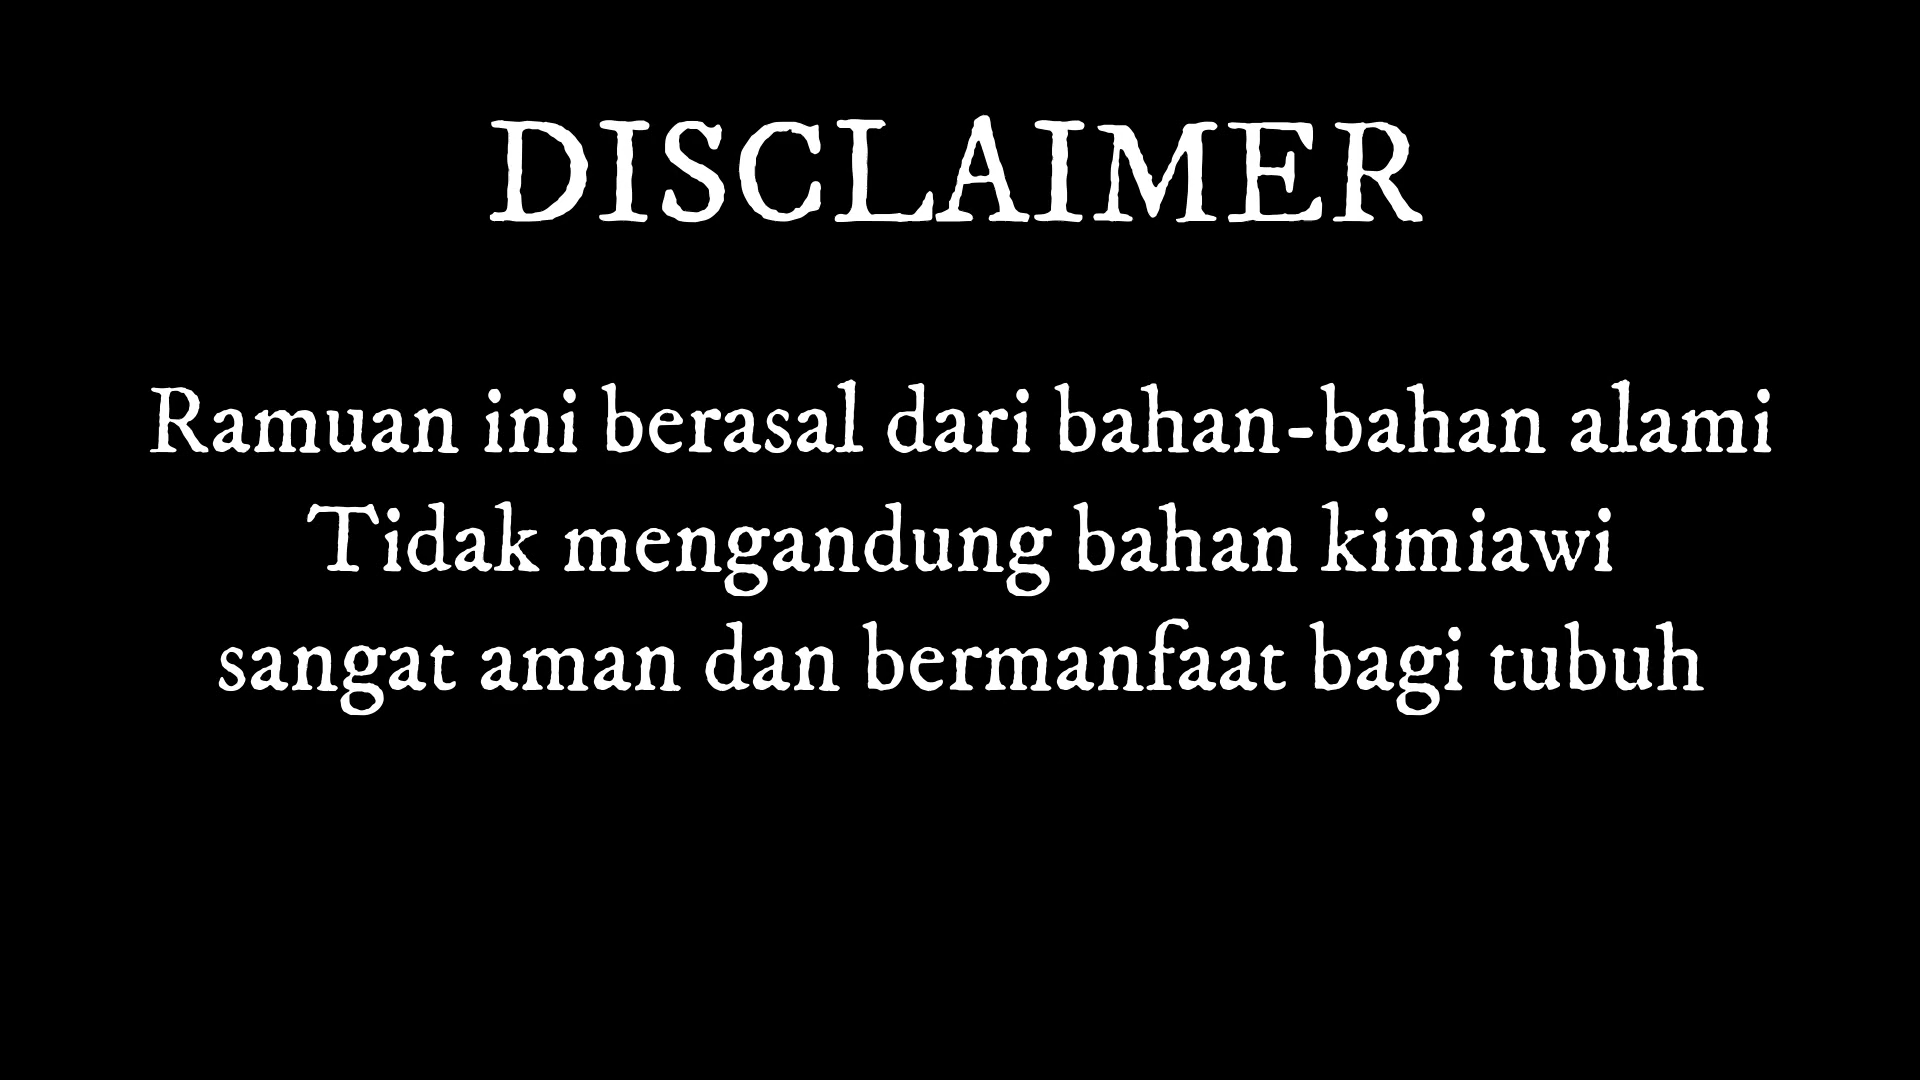 DISCLAIMER
Ramuan ini berasal dari bahan-bahan alami
Tidak mengandung bahan kimiawi
sangat aman dan bermanfaat bagi tubuh